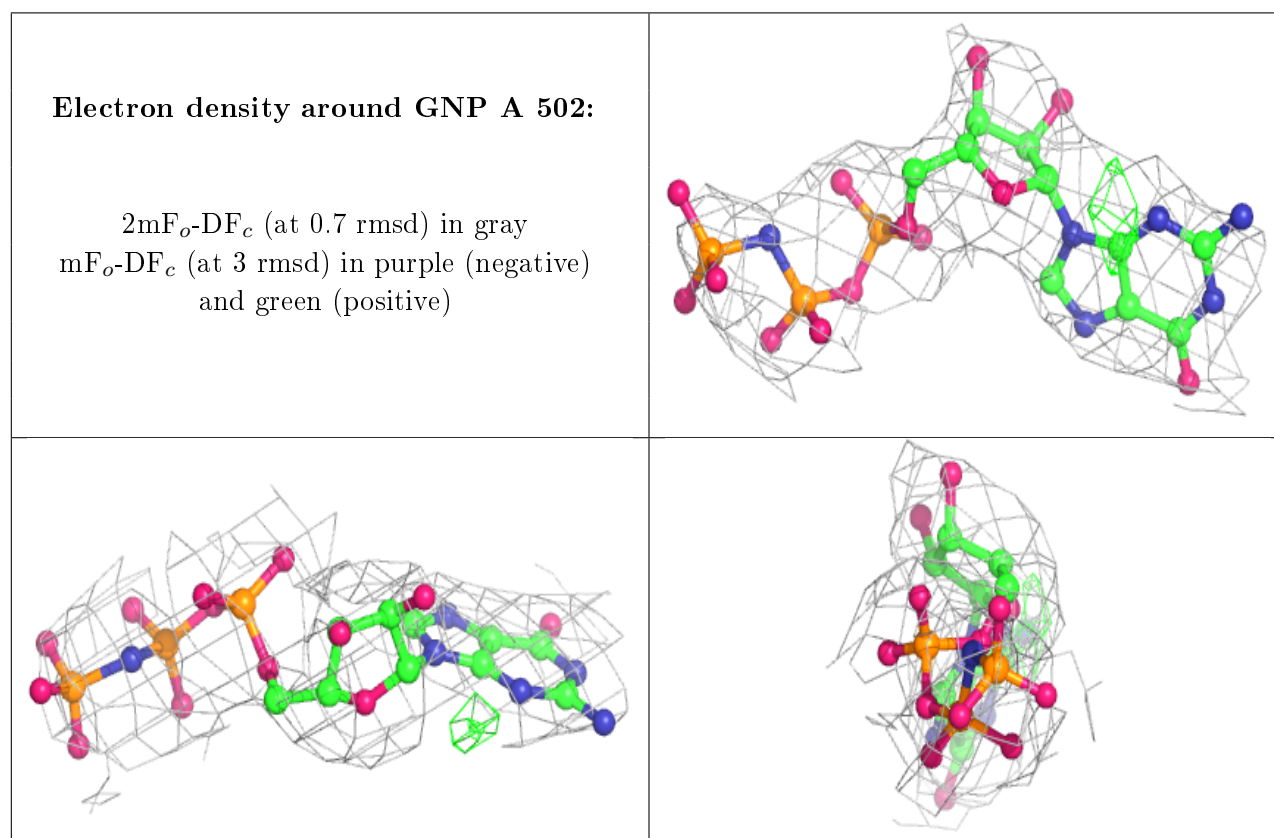 Electron density around GNP A 502:
2mFo-DFc (at 0.7 rmsd) in gray
mFo-DFc (at 3 rmsd) in purple (negative)
and green (positive)